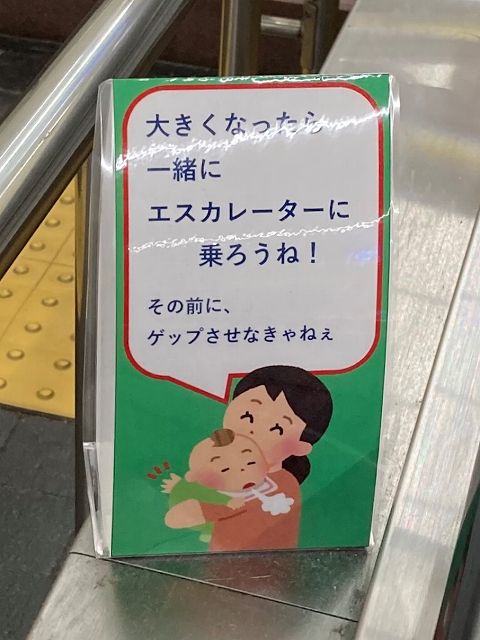 大きくなったら
一緒に
エスカレーターに
乗ろうね！
その前に、
ゲップさせなきゃねぇ